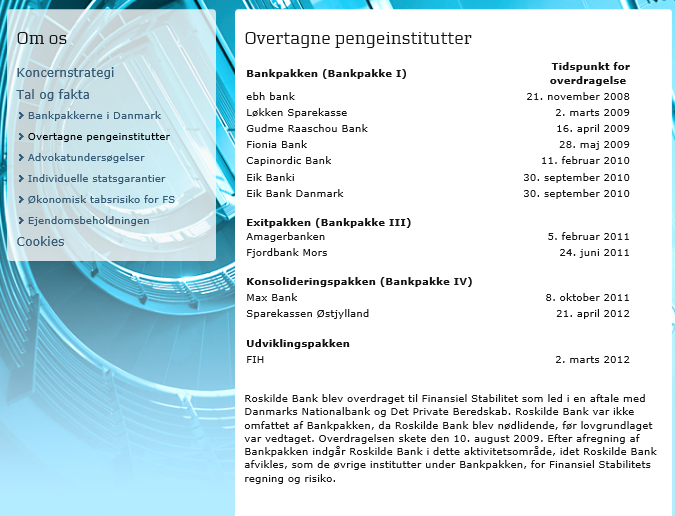 Om os
Koncernstrategi
Tal og fakta
Bankpakkerne i Danmark
Overtagne pengeinstitutter
Advokatundersøgelser
Individuelle statsgarantier
Økonomisk tabsrisiko for FS
Ejendomsbeholdningen
Cookies
Overtagne pengeinstitutter
Bankpakken (Bankpakke I) Tidspunkt for
overdragelse
ebh bank 21. november 2008
Løkken Sparekasse 2. marts 2009
Gudme Raaschou Bank 16. april 2009
Fionia Bank 28. maj 2009
Capinordic Bank 11. februar 2010
Eik Banki 30. september 2010
Eik Bank Danmark 30. september 2010
Exitpakken (Bankpakke III)
Amagerbanken 5. februar 2011
Fjordbank Mors 24. juni 2011
Konsolideringspakken (Bankpakke IV)
Max Bank 8. oktober 2011
Sparekassen Østjylland 21. april 2012
Udviklingspakken
FIH 2. marts 2012
Roskilde Bank blev overdraget til Finansiel Stabilitet som led i en aftale med
Danmarks Nationalbank og Det Private Beredskab. Roskilde Bank var ikke
omfattet af Bankpakken, da Roskilde Bank blev nødlidende, før lovgrundlaget
var vedtaget. Overdragelsen skete den 10. august 2009. Efter afregning af
Bankpakken indgår Roskilde Bank i dette aktivitetsområde, idet Roskilde Bank
afvikles, som de øvrige institutter under Bankpakken, for Finansiel Stabilitets
regning og risiko.